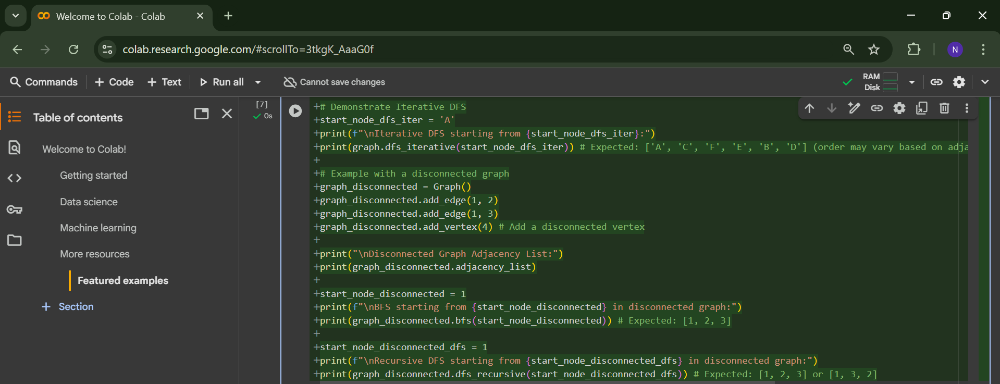 Welcome to Colab - Colab
colab.research.google.com/#scrollTo=3tkgK_AaaG0f
N
Commands
+ Code
+ Text
Run all
Cannot save changes
RAM
Disk
Table of contents
Welcome to Colab!
Getting started
Data science
Machine learning
More resources
Featured examples
+ Section
[7]
0s
+# Demonstrate Iterative DFS
+start_node_dfs_iter = 'A'
+print(f"\nIterative DFS starting from {start_node_dfs_iter}:")
+print(graph.dfs_iterative(start_node_dfs_iter)) # Expected: ['A', 'C', 'F', 'E', 'B', 'D'] (order may vary based on adja
+
+# Example with a disconnected graph
+graph_disconnected = Graph()
+graph_disconnected.add_edge(1, 2)
+graph_disconnected.add_edge(1, 3)
+graph_disconnected.add_vertex(4) # Add a disconnected vertex
+
+print("\nDisconnected Graph Adjacency List:")
+print(graph_disconnected.adjacency_list)
+
+start_node_disconnected = 1
+print(f"\nBFS starting from {start_node_disconnected} in disconnected graph:")
+print(graph_disconnected.bfs(start_node_disconnected)) # Expected: [1, 2, 3]
+
+start_node_disconnected_dfs = 1
+print(f"\nRecursive DFS starting from {start_node_disconnected_dfs} in disconnected graph:")
+print(graph_disconnected.dfs_recursive(start_node_disconnected_dfs)) # Expected: [1, 2, 3] or [1, 3, 2]